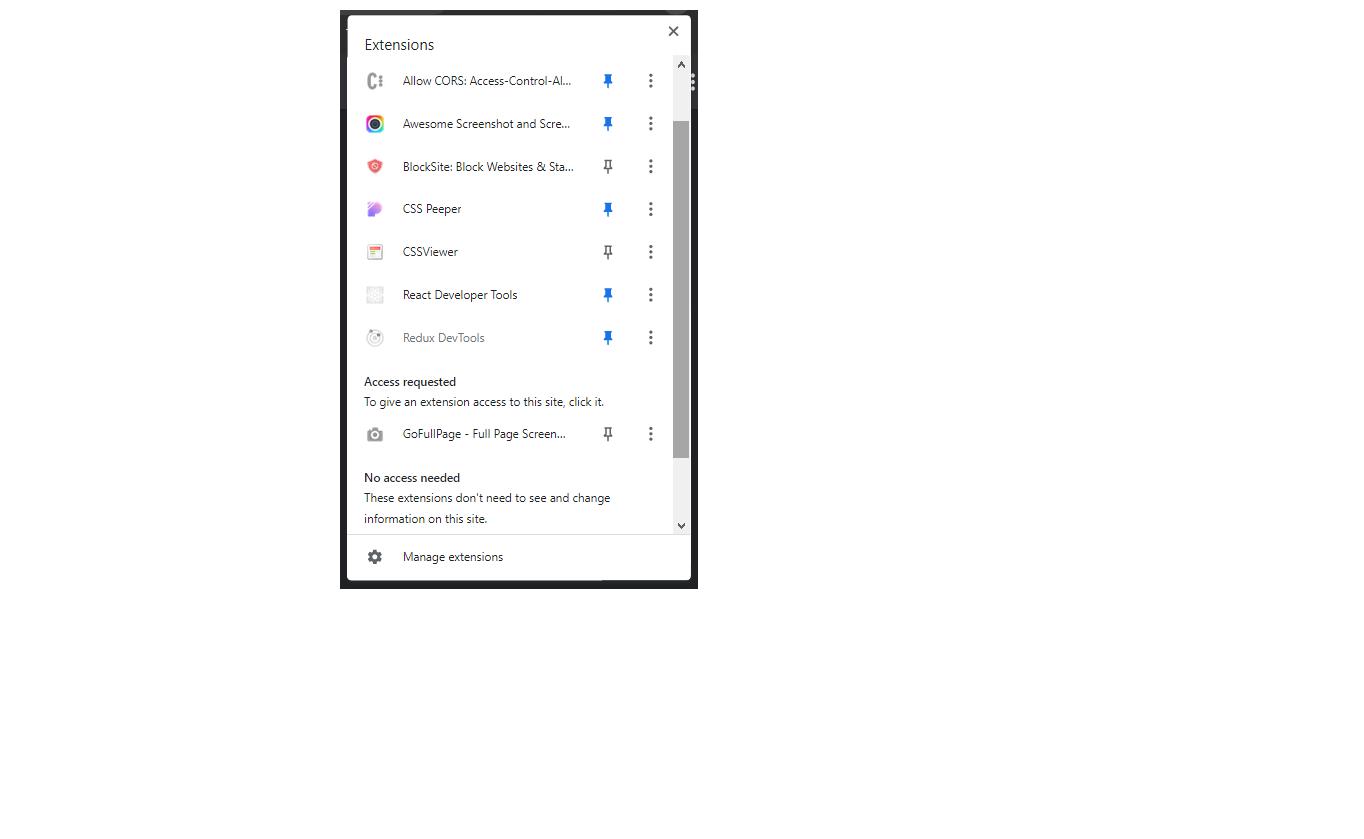 Extensions
Allow CORS: Access-Control-Al...
Awesome Screenshot and Scre...
BlockSite: Block Websites & Sta...
CSS Peeper
CSSViewer
React Developer Tools
Redux DevTools
Access requested
To give an extension access to this site, click it.
GoFullPage - Full Page Screen...
No access needed
These extensions don't need to see and change
information on this site.
Manage extensions